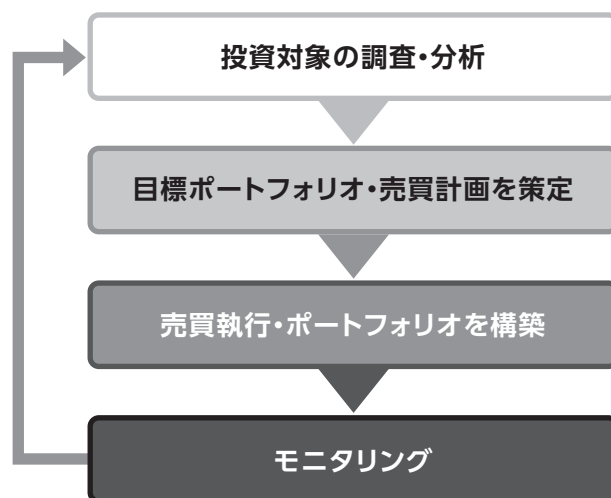 投資対象の調査・分析
目標ポートフォリオ・売買計画を策定
売買執行・ポートフォリオを構築
モニタリング